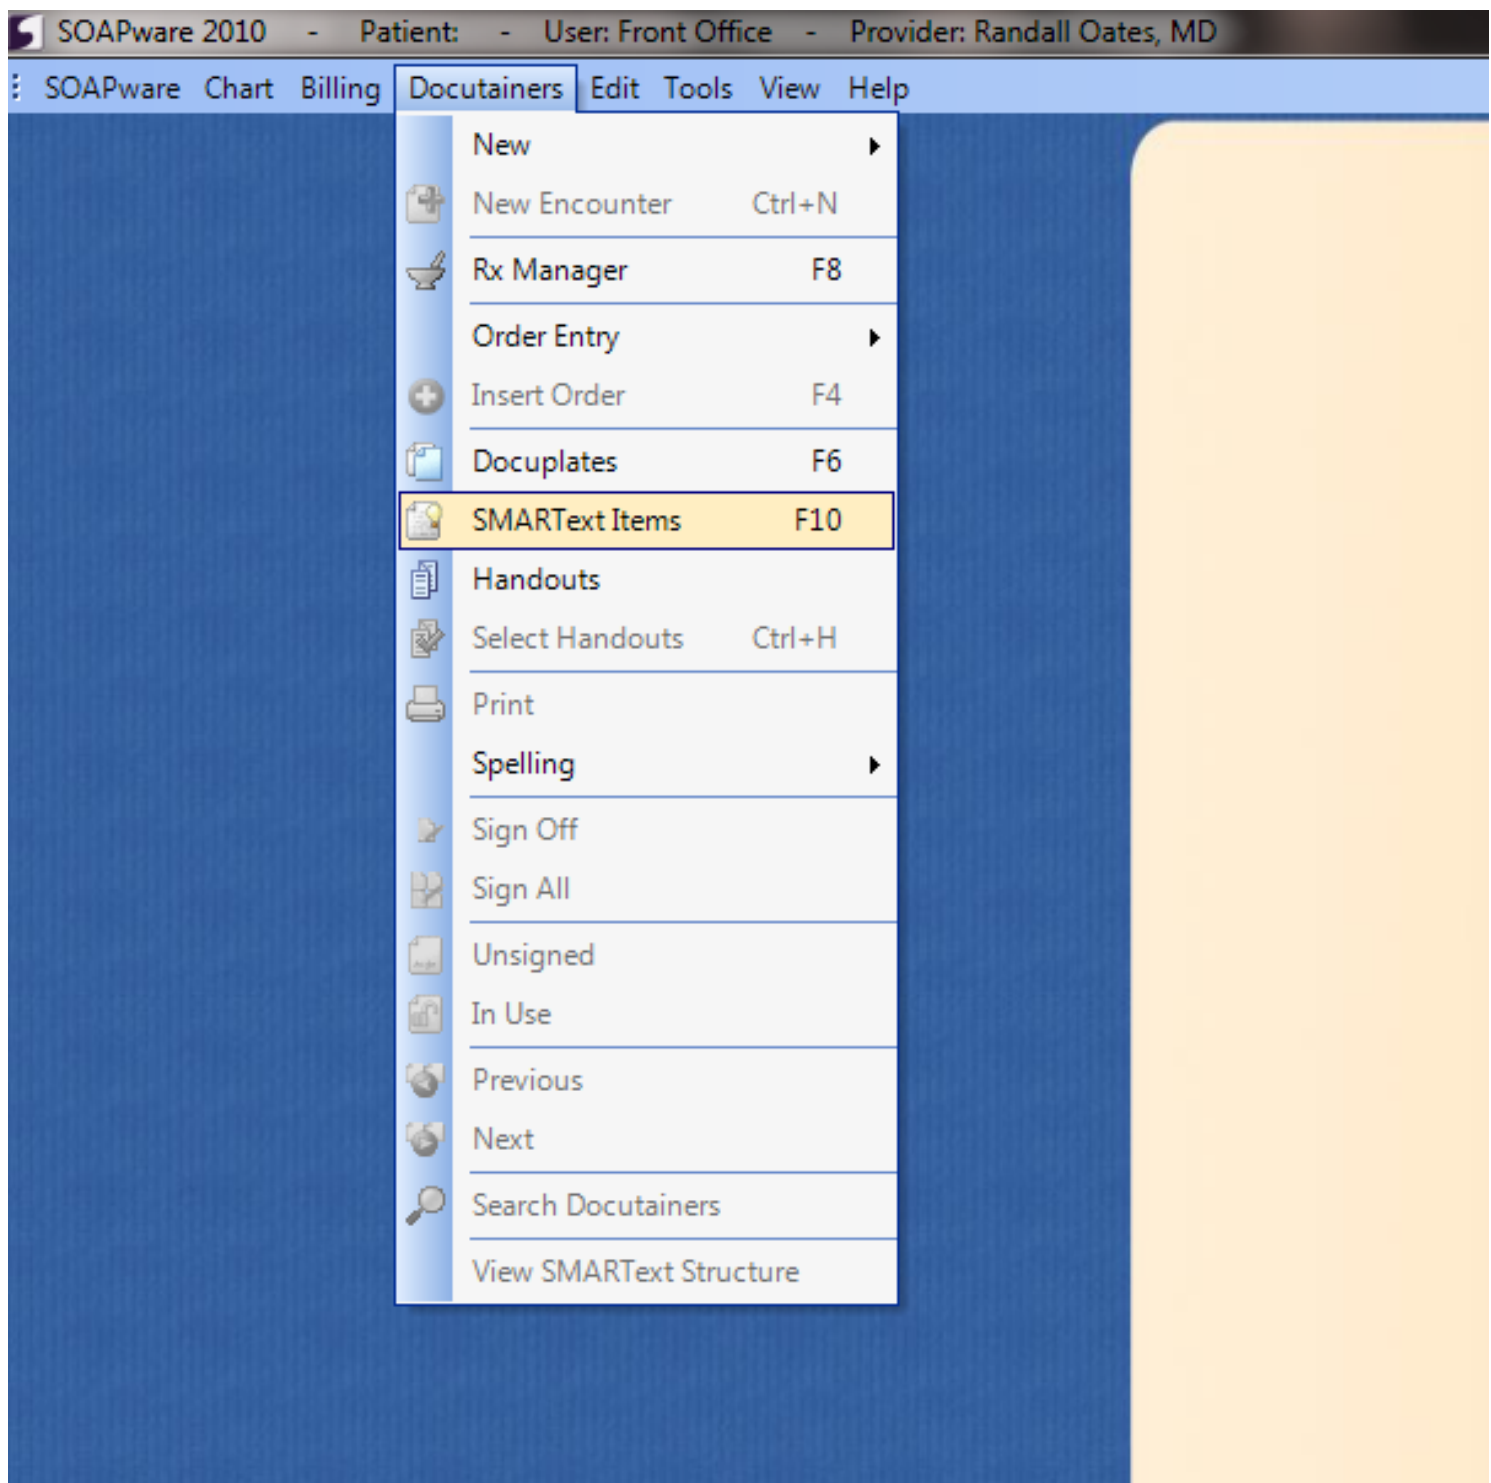 SOAPware 2010 - Patient: - User: Front Office - Provider: Randall Oates, MD
SOAPware Chart Billing Docutainers Edit Tools View Help
New
New Encounter Ctrl+N
Rx Manager F8
Order Entry
Insert Order F4
Docuplates F6
SMARText Items F10
Handouts
Select Handouts Ctrl+H
Print
Spelling
Sign Off
Sign All
Unsigned
In Use
Previous
Next
Search Docutainers
View SMARText Structure